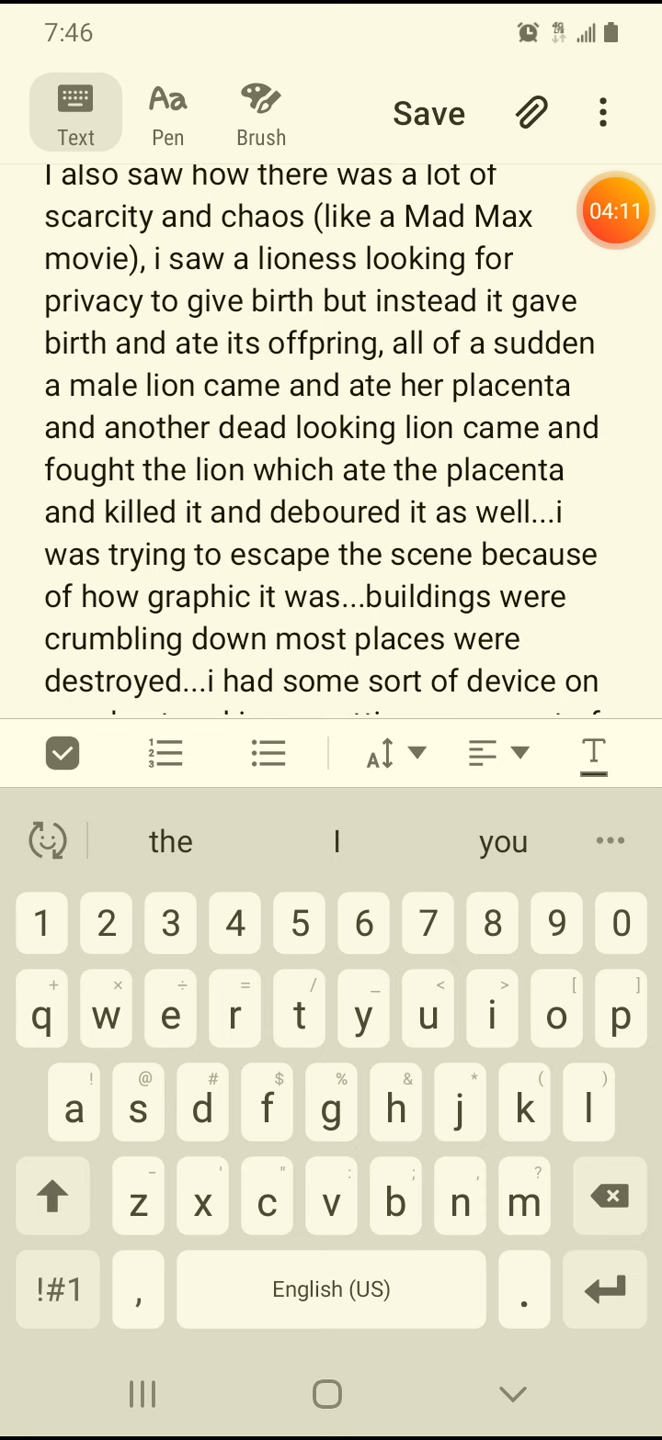 7:46
Text
Pen
Brush
Save
I also saw how there was a lot of
scarcity and chaos (like a Mad Max
movie), i saw a lioness looking for
privacy to give birth but instead it gave
birth and ate its offpring, all of a sudden
a male lion came and ate her placenta
and another dead looking lion came and
fought the lion which ate the placenta
and killed it and deboured it as well...i
was trying to escape the scene because
of how graphic it was...buildings were
crumbling down most places were
destroyed...i had some sort of device on
04:11
the I you
1 2 3 4 5 6 7 8 9 0
+ × ÷ = / _ < > [ ]
q w e r t y u i o p
! @ # $ % & * ( )
a s d f g h j k l
- ' " : ; , ?
z x c v b n m
!#1 , English (US) .